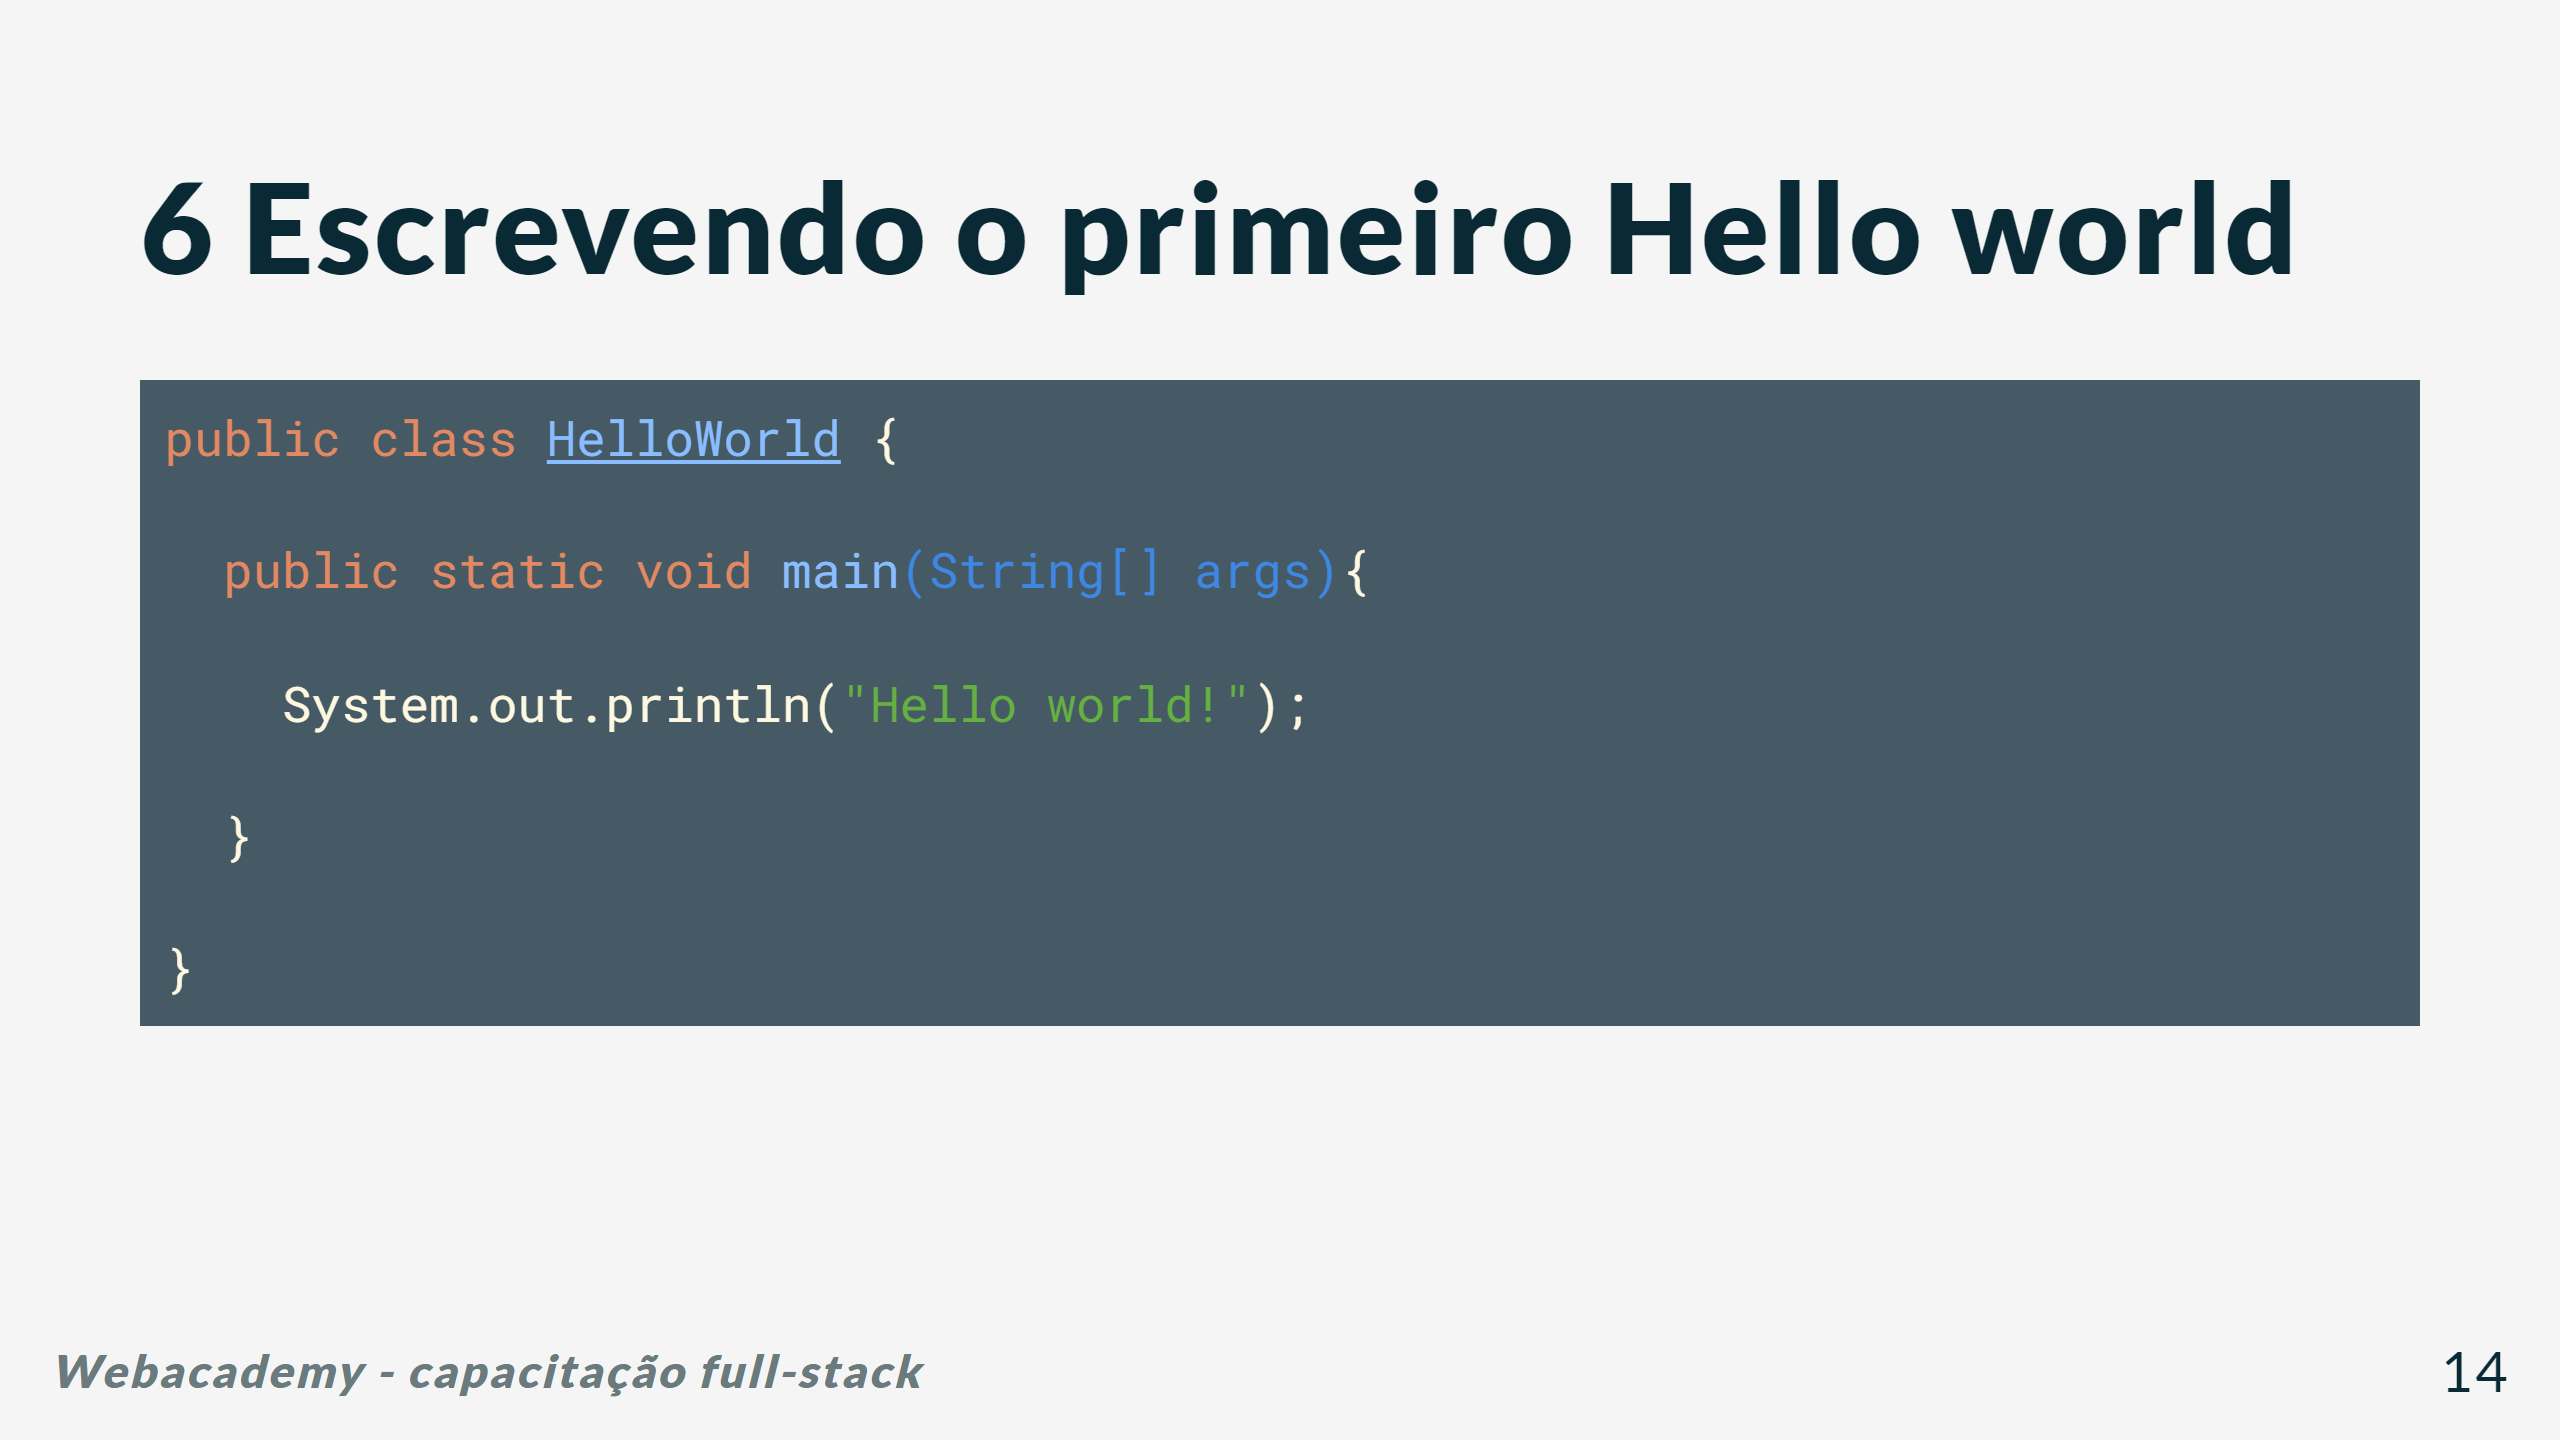 6 Escrevendo o primeiro Hello world
public class HelloWorld {
public static void main(String[] args){
System.out.println("Hello world!");
}
}
Webacademy - capacitação full-stack
14